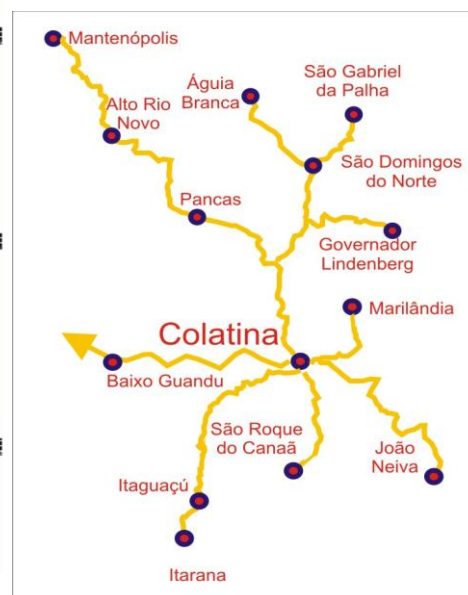 Mantenópolis
Águia
Branca
São Gabriel
da Palha
Alto Rio
Novo
São Domingos
do Norte
Pancas
Governador
Lindenberg
Marilândia
Colatina
Baixo Guandu
São Roque
do Canaã
João
Neiva
Itaguaçú
Itarana